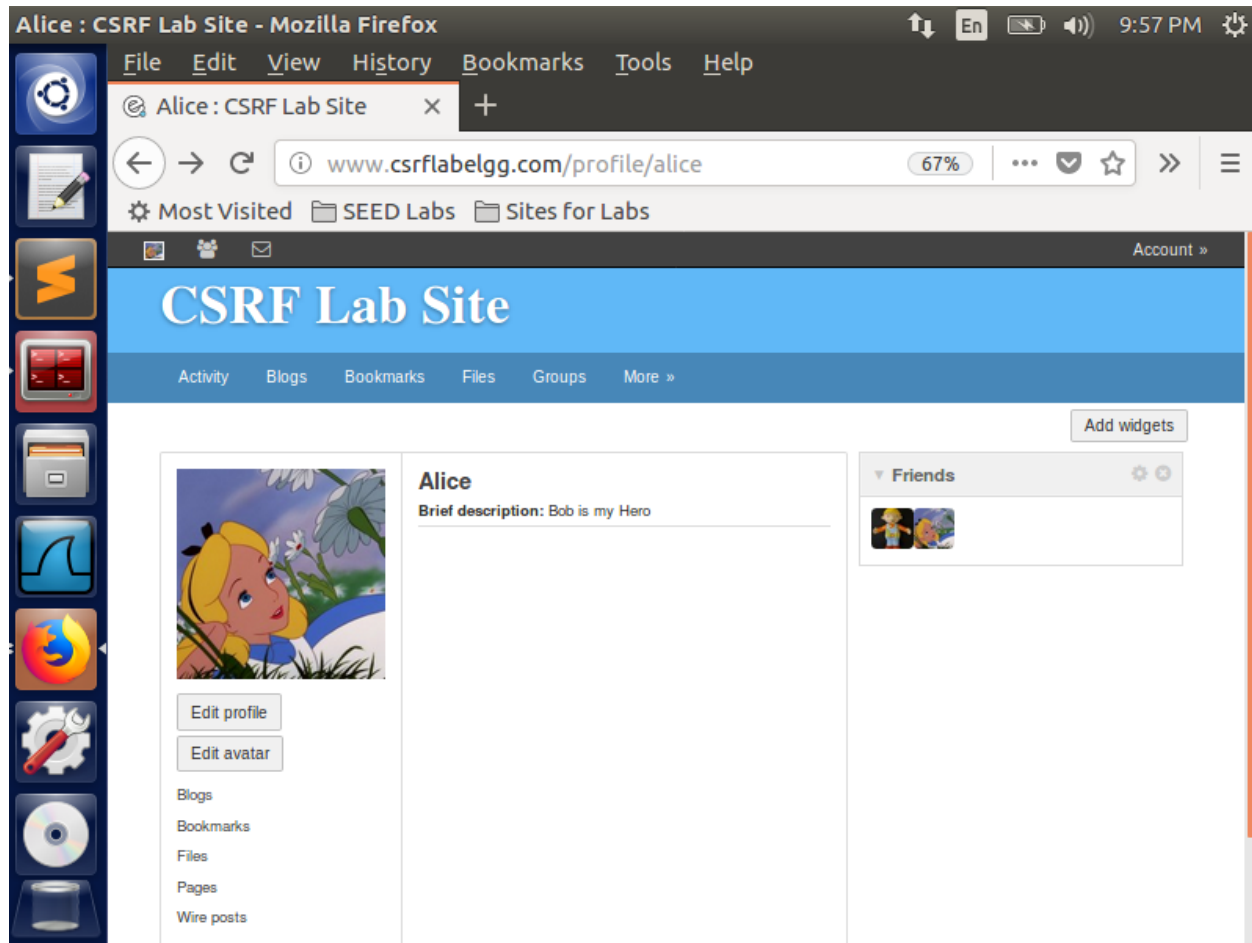 Alice : CSRF Lab Site - Mozilla Firefox
En
9:57 PM
File Edit View History Bookmarks Tools Help
Alice : CSRF Lab Site
www.csrflabelgg.com/profile/alice
67%
Most Visited SEED Labs Sites for Labs
Account »
CSRF Lab Site
Activity Blogs Bookmarks Files Groups More »
Add widgets
Alice
Brief description: Bob is my Hero
Friends
Edit profile
Edit avatar
Blogs
Bookmarks
Files
Pages
Wire posts